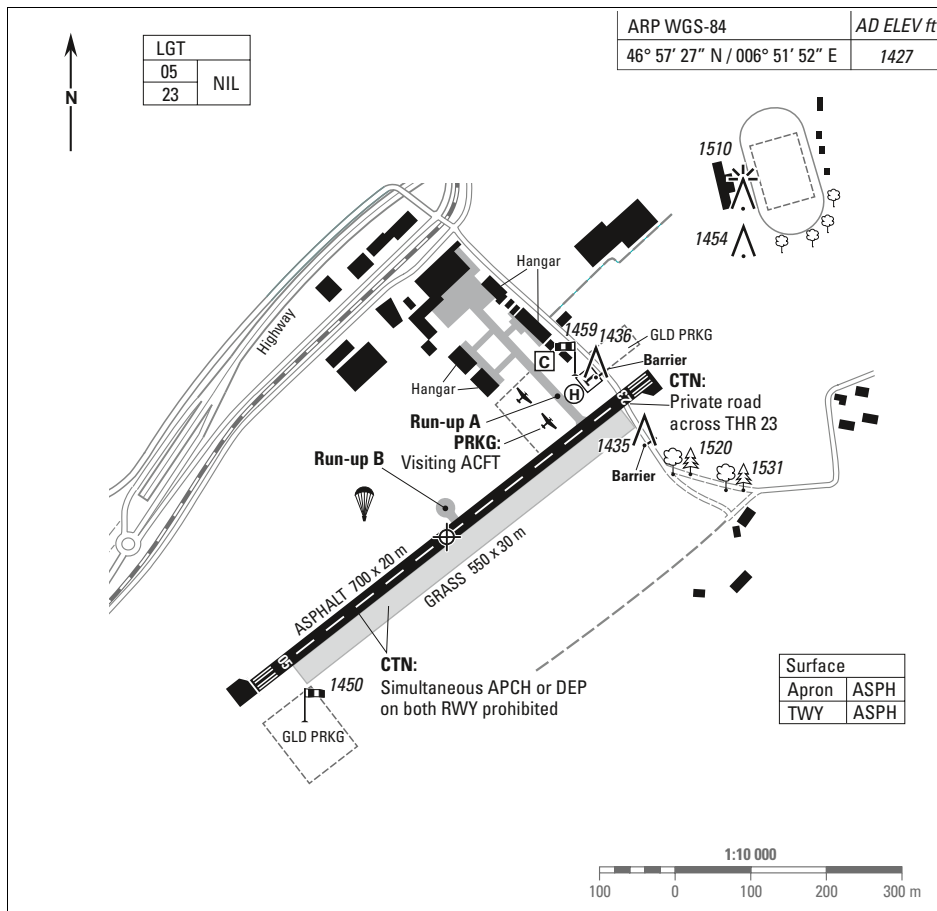 ARP WGS-84 AD ELEV ft
46° 57’ 27” N / 006° 51’ 52” E 1427
LGT
05 NIL
23
N
1510
1454
Highway
Hangar
1459
1436
GLD PRKG
C
Barrier
H
CTN:
Private road
across THR 23
Hangar
23
Run-up A
PRKG:
Visiting ACFT
1435
1520
Barrier
1531
Run-up B
ASPHALT 700 x 20 m
GRASS 550 x 30 m
05
CTN:
Simultaneous APCH or DEP
on both RWY prohibited
1450
GLD PRKG
Surface
Apron ASPH
TWY ASPH
1:10 000
100 0 100 200 300 m